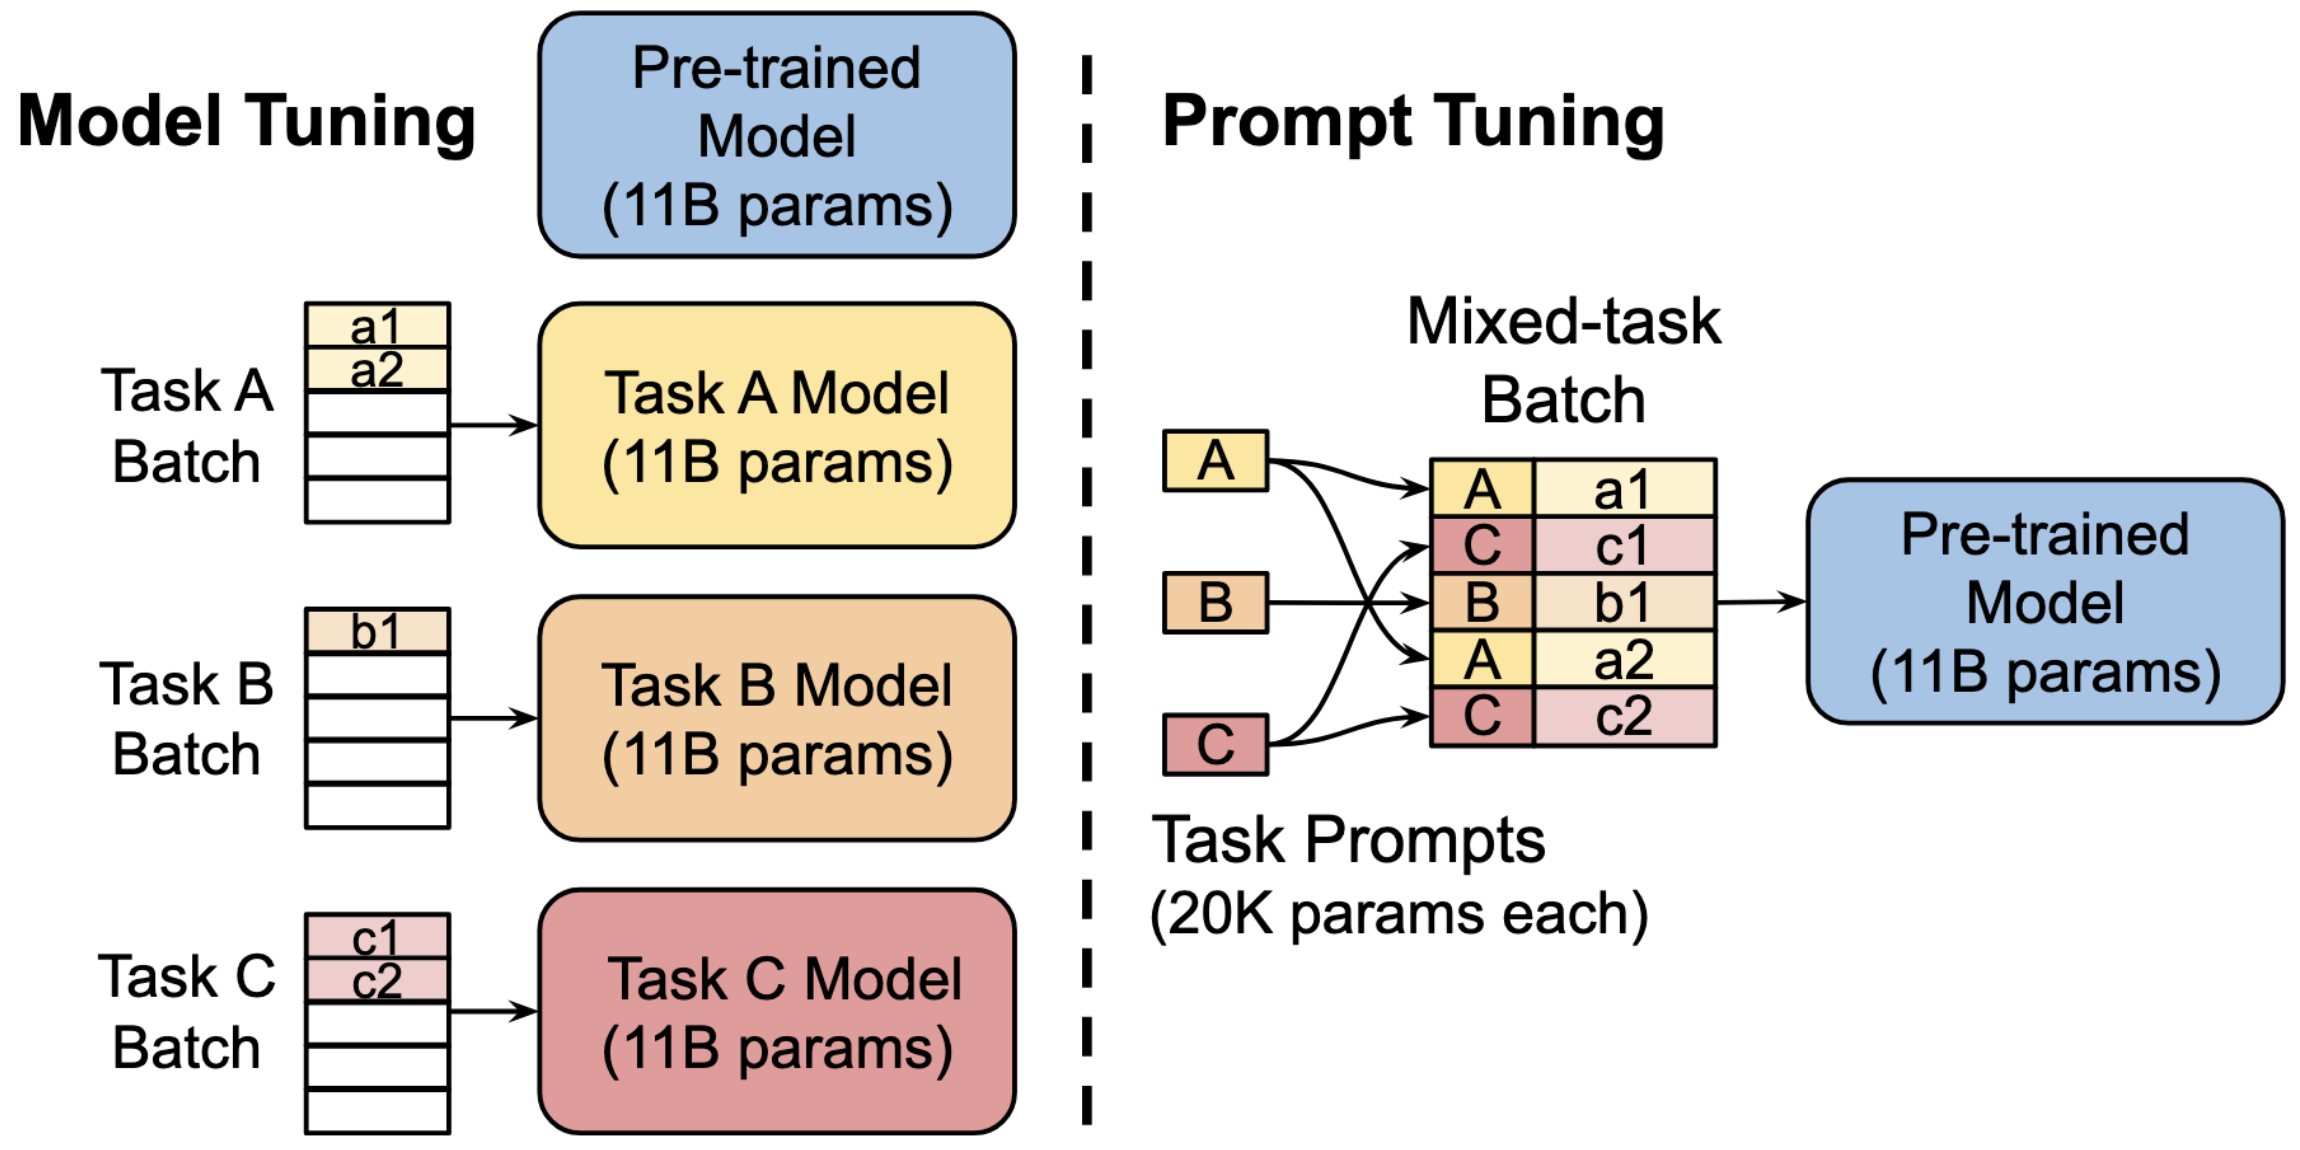 Model Tuning
Pre-trained
Model
(11B params)
a1
a2
Task A
Batch
Task A Model
(11B params)
b1
Task B
Batch
Task B Model
(11B params)
c1
c2
Task C
Batch
Task C Model
(11B params)
Prompt Tuning
Mixed-task
Batch
A
B
C
A a1
C c1
B b1
A a2
C c2
Task Prompts
(20K params each)
Pre-trained
Model
(11B params)